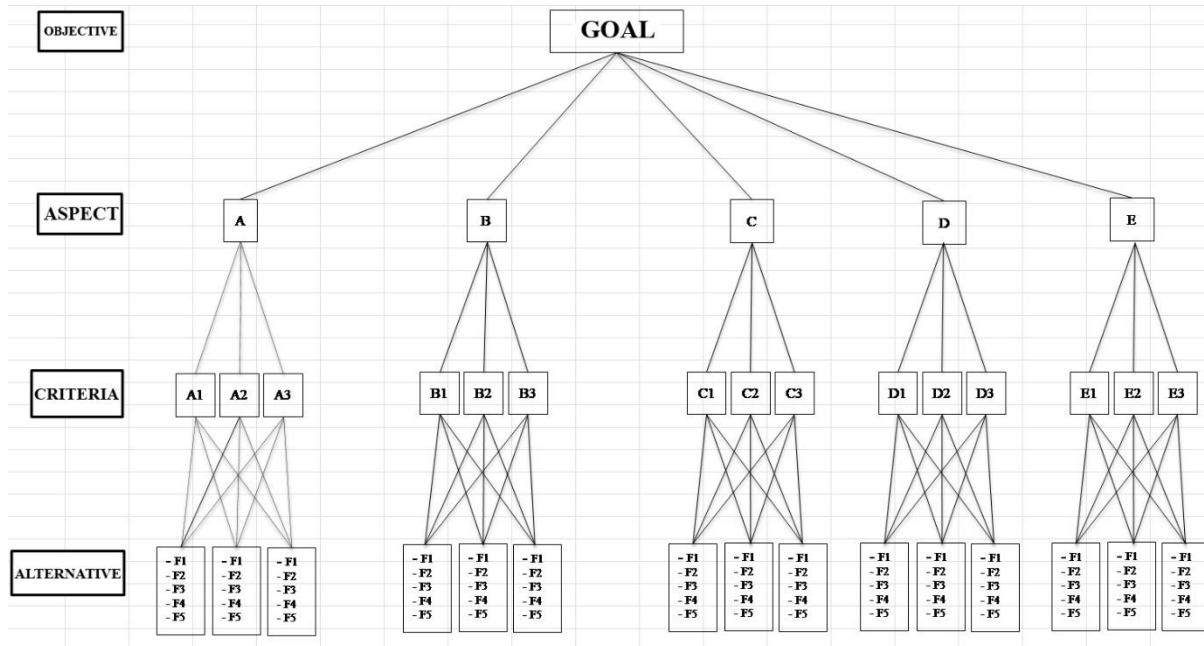 OBJECTIVE
GOAL
ASPECT
A
B
C
D
E
CRITERIA
A1 A2 A3
B1 B2 B3
C1 C2 C3
D1 D2 D3
E1 E2 E3
ALTERNATIVE
- F1
- F2
- F3
- F4
- F5
- F1
- F2
- F3
- F4
- F5
- F1
- F2
- F3
- F4
- F5
- F1
- F2
- F3
- F4
- F5
- F1
- F2
- F3
- F4
- F5
- F1
- F2
- F3
- F4
- F5
- F1
- F2
- F3
- F4
- F5
- F1
- F2
- F3
- F4
- F5
- F1
- F2
- F3
- F4
- F5
- F1
- F2
- F3
- F4
- F5
- F1
- F2
- F3
- F4
- F5
- F1
- F2
- F3
- F4
- F5
- F1
- F2
- F3
- F4
- F5
- F1
- F2
- F3
- F4
- F5
- F1
- F2
- F3
- F4
- F5